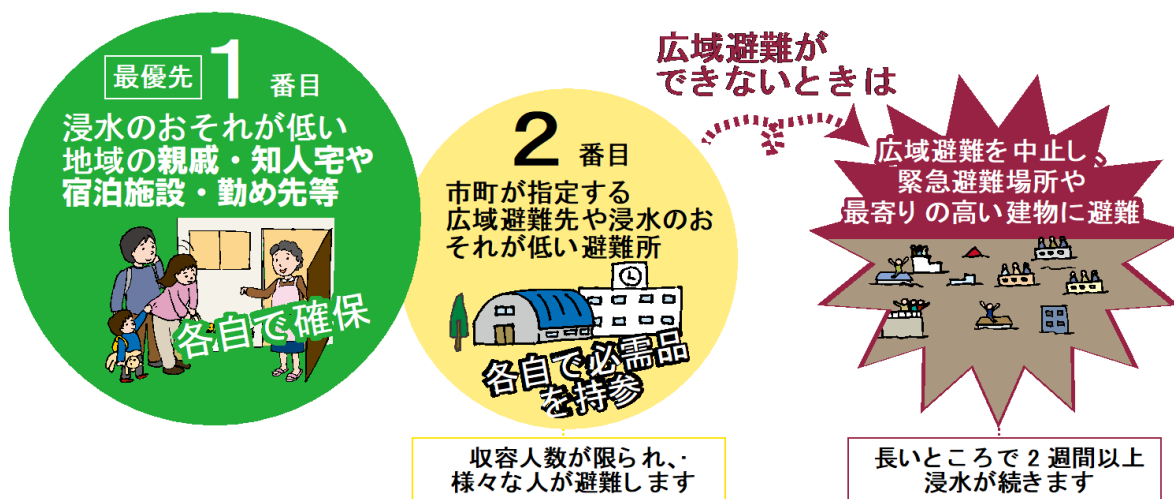 最優先 1 番目
浸水のおそれが低い
地域の親戚・知人宅や
宿泊施設・勤め先等
各自で確保
2 番目
市町が指定する
広域避難先や浸水のお
それが低い避難所
各自で必需品
を持参
収容人数が限られ、・
様々な人が避難します
広域避難が
できないときは
広域避難を中止し、
緊急避難場所や
最寄りの高い建物に避難
長いところで2週間以上
浸水が続きます